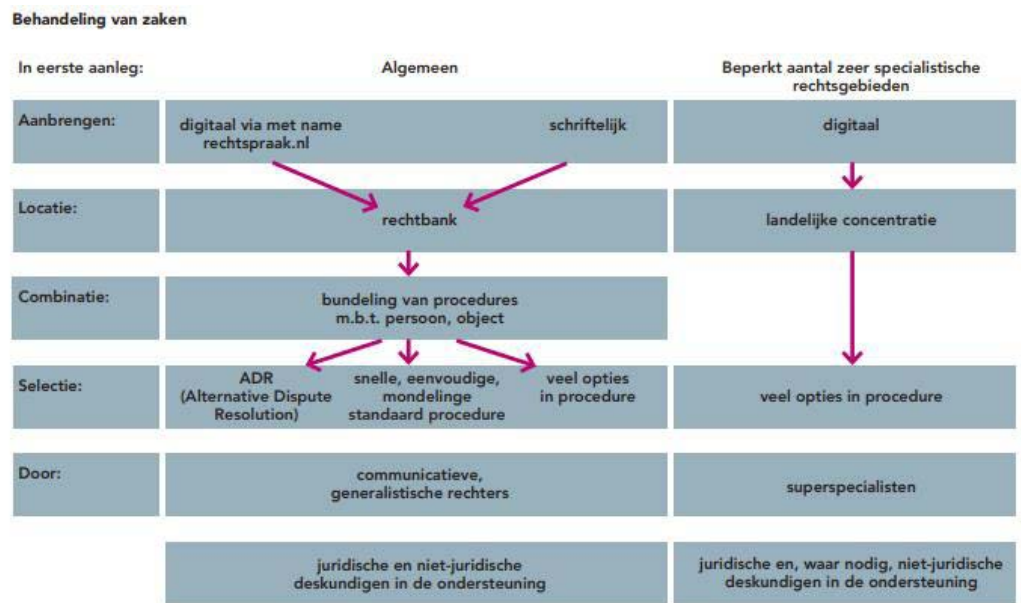 Behandeling van zaken
In eerste aanleg:
Algemeen
Beperkt aantal zeer specialistische
rechtsgebieden
Aanbrengen:
digitaal via met name
rechtspraak.nl
schriftelijk
digitaal
Locatie:
rechtbank
landelijke concentratie
Combinatie:
bundeling van procedures
m.b.t. persoon, object
Selectie:
ADR
(Alternative Dispute
Resolution)
snelle, eenvoudige,
mondelinge
standaard procedure
veel opties
in procedure
veel opties in procedure
Door:
communicatieve,
generalistische rechters
superspecialisten
juridische en niet-juridische
deskundigen in de ondersteuning
juridische en, waar nodig, niet-juridische
deskundigen in de ondersteuning